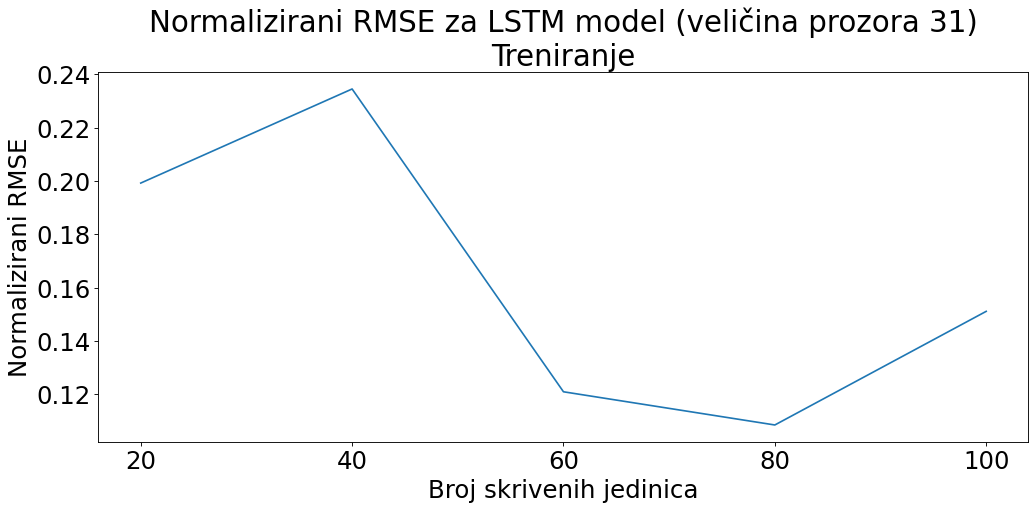 Normalizirani RMSE za LSTM model (veličina prozora 31)
Treniranje
Normalizirani RMSE
0.24
0.22
0.20
0.18
0.16
0.14
0.12
20 40 60 80 100
Broj skrivenih jedinica